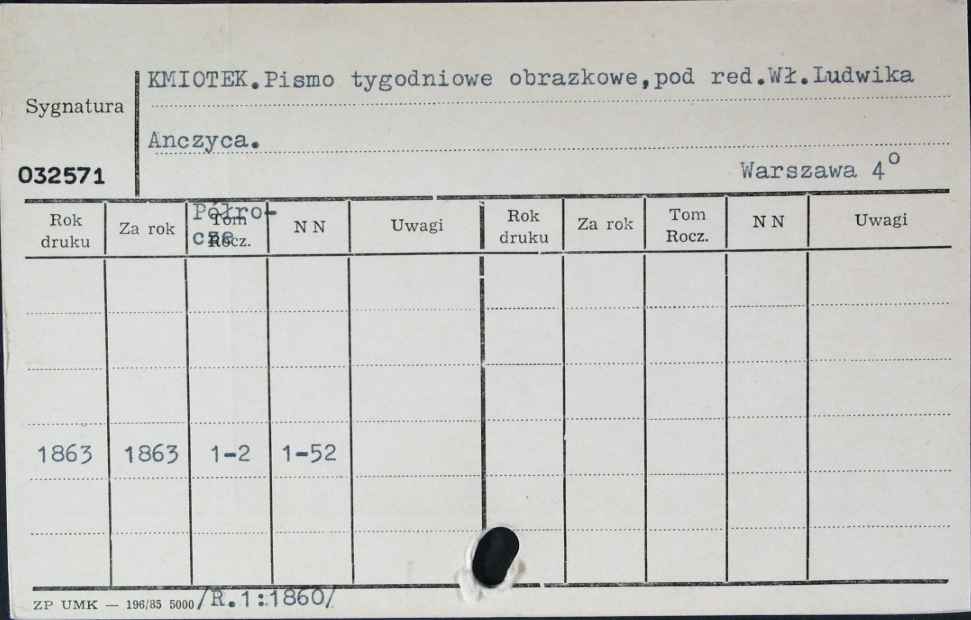 KMIOTEK.Pismo tygodniowe obrazkowe,pod red.Wł.Ludwika
Sygnatura
Anczyca.
032571
Warszawa 4°
Rok druku Za rok Tom Rocz. Półro-cze N N Uwagi Rok druku Za rok Tom Rocz. N N Uwagi
1863 1863 1-2 1-52
ZP UMK — 196/85 5000 /R.1:1860/